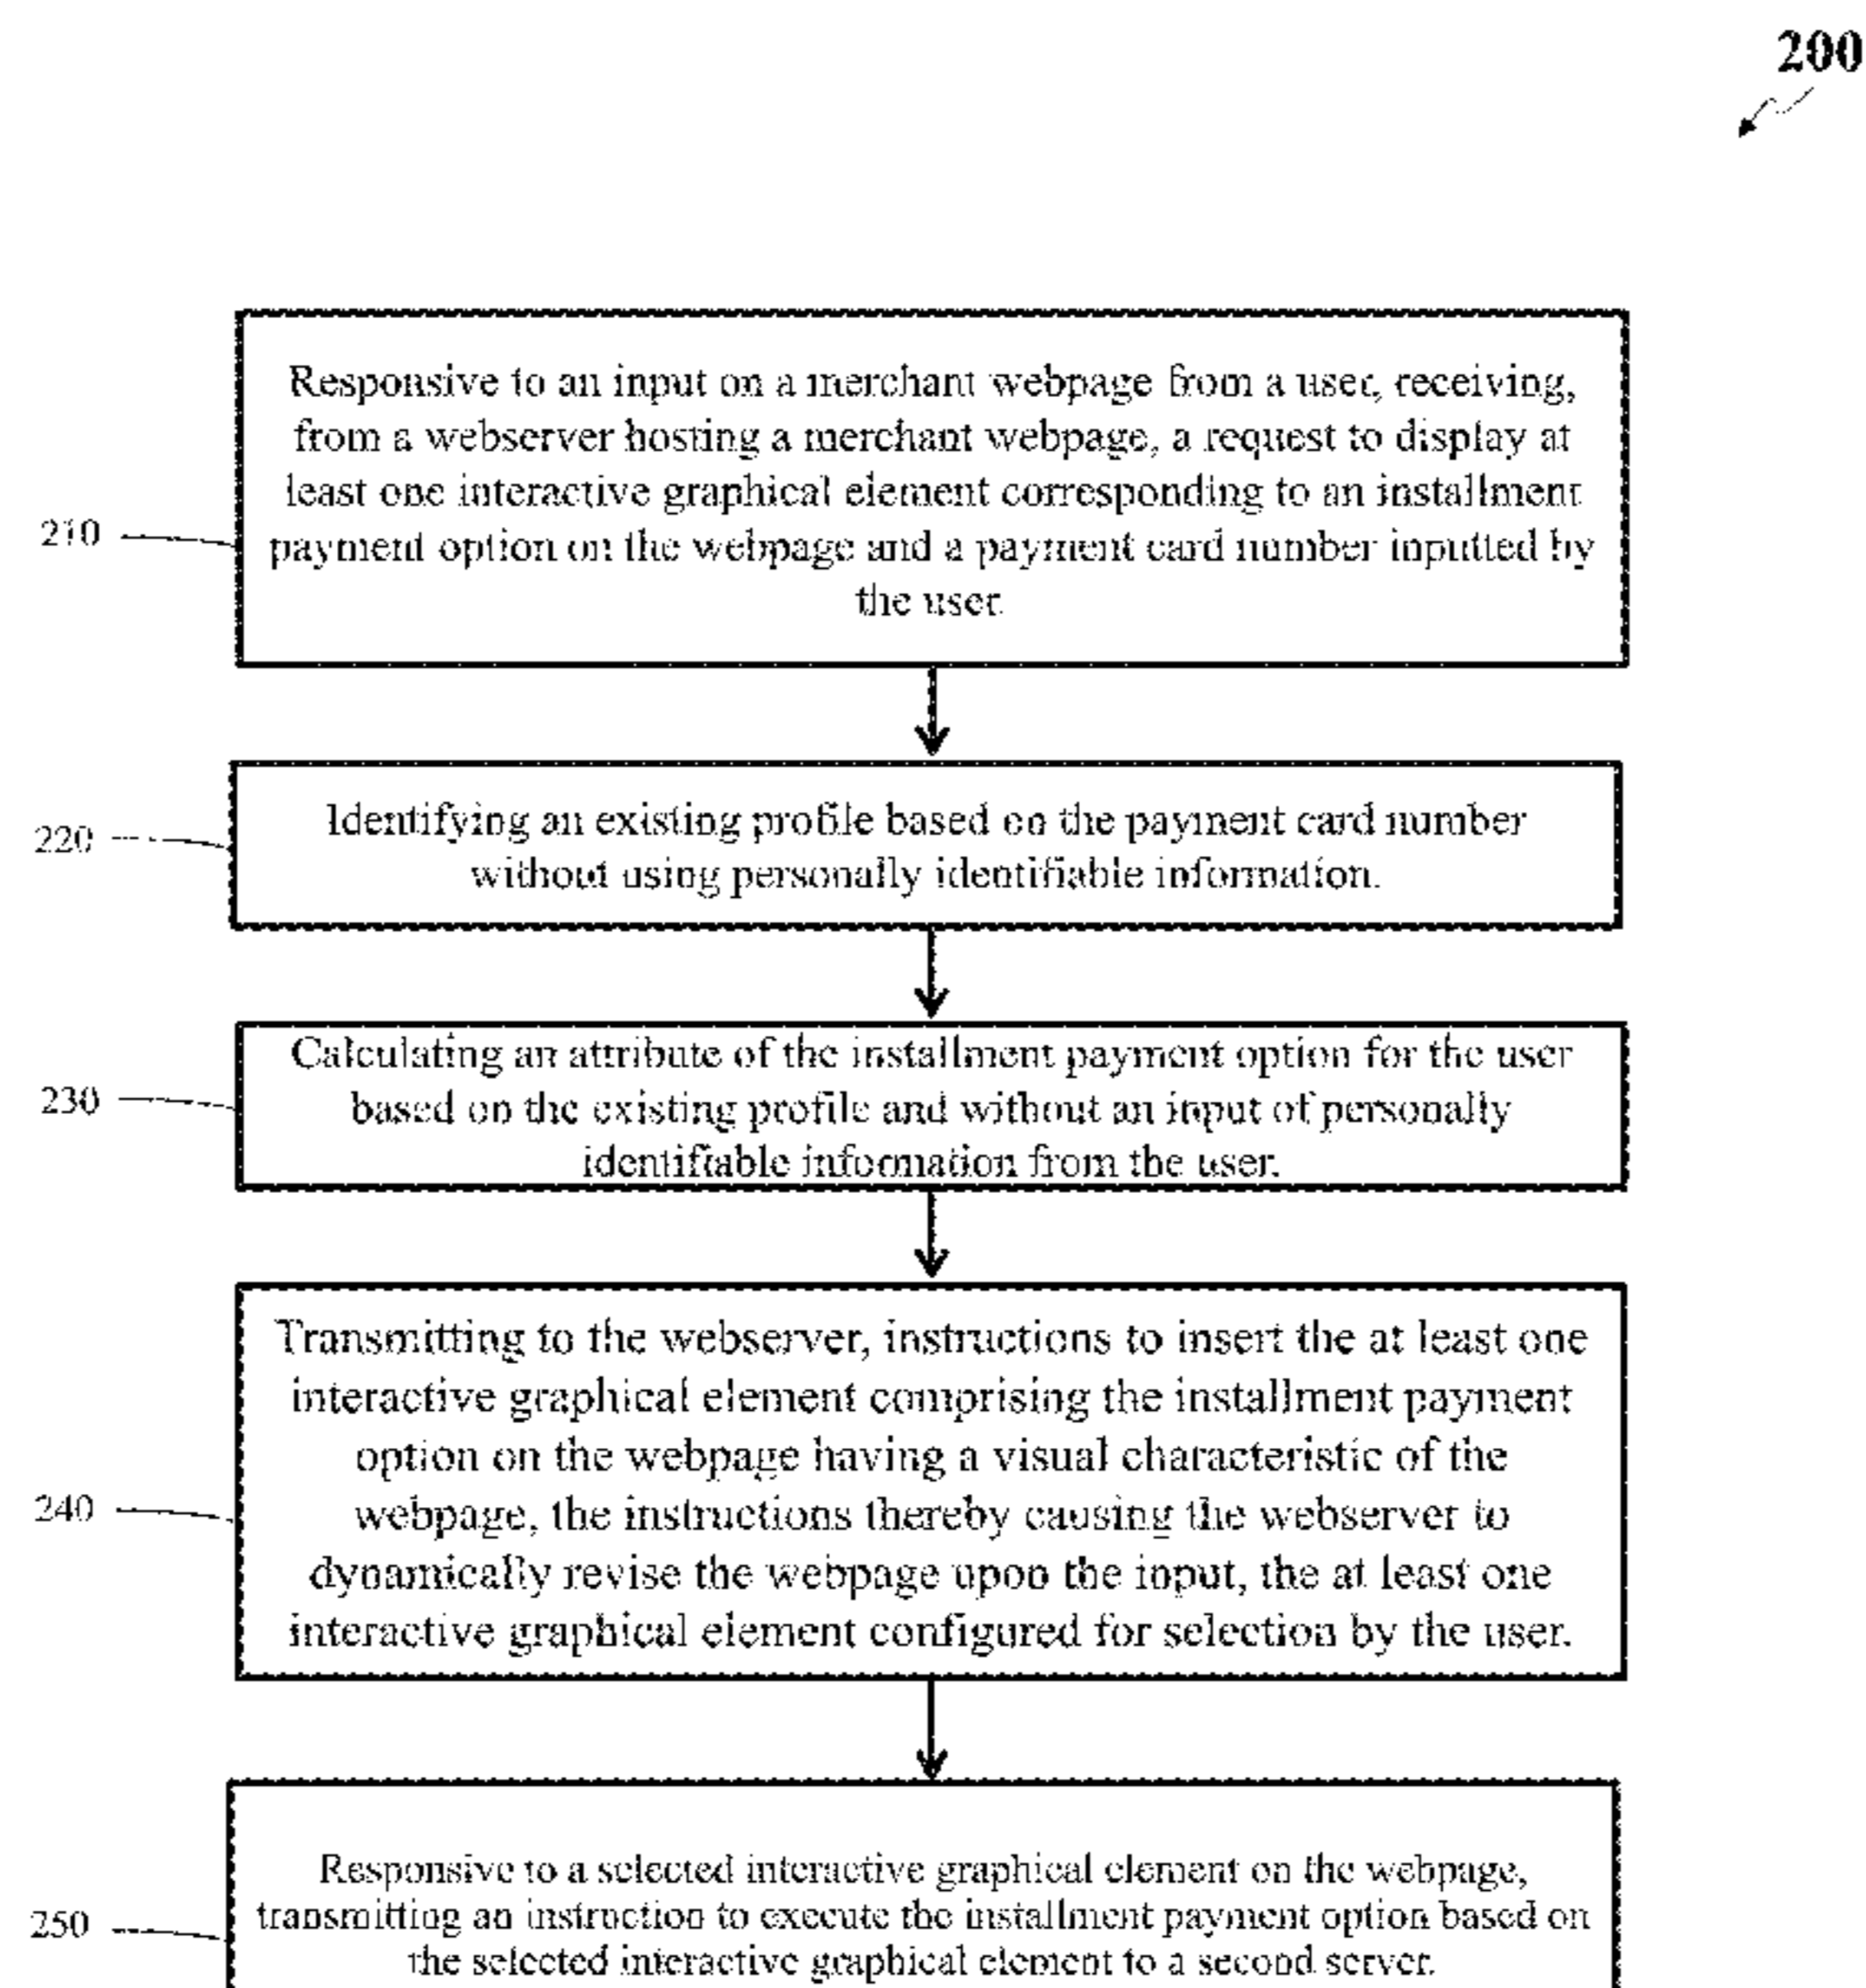 200
Responsive to an input on a merchant webpage from a user, receiving,
from a webserver hosting a merchant webpage, a request to display at
least one interactive graphical element corresponding to an installment
payment option on the webpage and a payment card number inputted by
the user.
210
Identifying an existing profile based on the payment card number
without using personally identifiable information.
220
Calculating an attribute of the installment payment option for the user
based on the existing profile and without an input of personally
identifiable information from the user.
230
Transmitting to the webserver, instructions to insert the at least one
interactive graphical element comprising the installment payment
option on the webpage having a visual characteristic of the
webpage, the instructions thereby causing the webserver to
dynamically revise the webpage upon the input, the at least one
interactive graphical element configured for selection by the user.
240
Responsive to a selected interactive graphical element on the webpage,
transmitting an instruction to execute the installment payment option based on
the selected interactive graphical element to a second server.
250